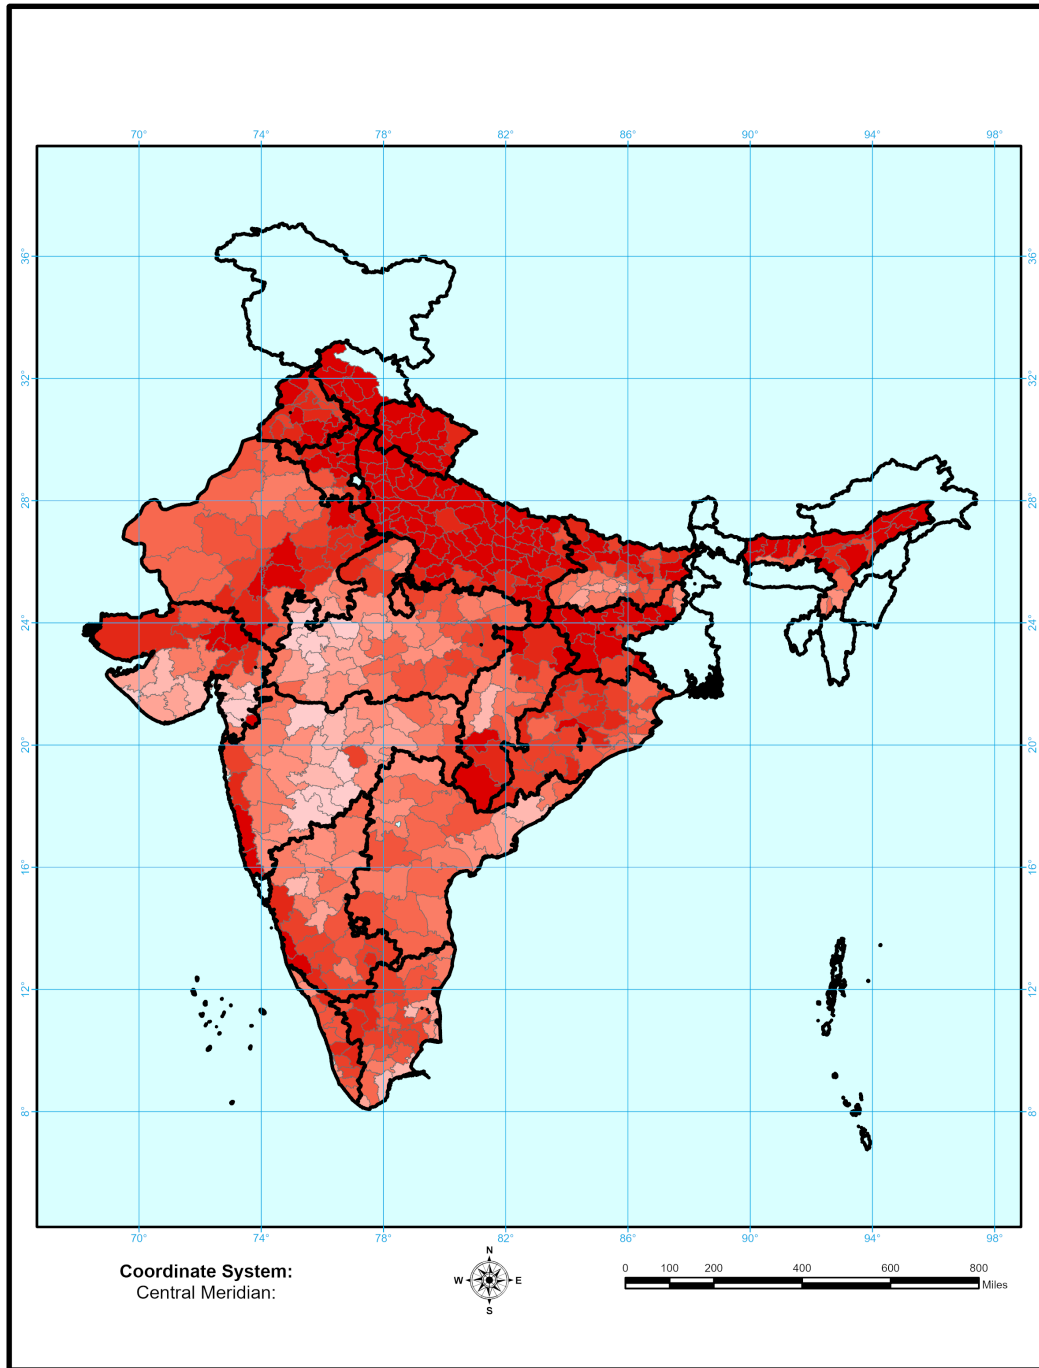 70° 74° 78° 82° 86° 90° 94° 98°
36° 36°
32° 32°
28° 28°
24° 24°
20° 20°
16° 16°
12° 12°
8° 8°
70° 74° 78° 82° 86° 90° 94° 98°
Coordinate System:
Central Meridian:
N
W E
S
0 100 200 400 600 800
Miles